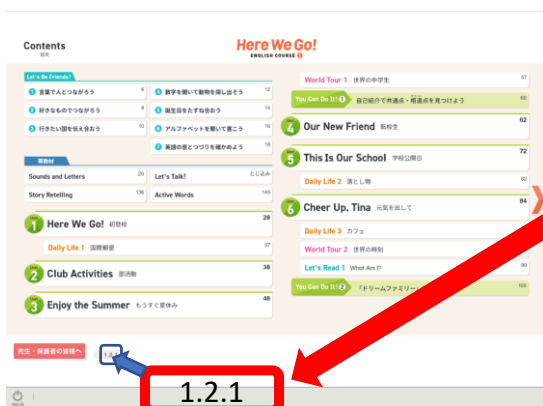 Contents
目次
Here We Go!
ENGLISH COURSE 1
Let's Be Friends!
1 言葉で人とつながろう 6
2 好きなものでつながろう 8
3 行きたい国を伝え合おう 10
4 数字を聞いて動物を探し出そう 12
5 誕生日をたずね合おう 14
6 アルファベットを聞いて書こう 16
7 英語の音とつづりを確かめよう 18
Sounds and Letters 20
Let's Talk! とじ込み
Story Retelling 156
Active Words 165
Unit 1 Here We Go! 初登校 28
Daily Life 1 国際郵便 37
Unit 2 Club Activities 部活動 38
Unit 3 Enjoy the Summer もうすぐ夏休み 48
World Tour 1 世界の中学生 57
You Can Do It! 1 自己紹介で共通点・相違点を見つけよう 60
Unit 4 Our New Friend 転校生 62
Unit 5 This Is Our School 学校公開日 72
Daily Life 2 落とし物 82
Unit 6 Cheer Up, Tina 元気を出して 84
Daily Life 3 カフェ
World Tour 2 世界の時刻
Let's Read 1 What Am I? 99
You Can Do It! 2 「ドリームファミリー
先生・保護者の皆様へ
1.2.1
1.2.1